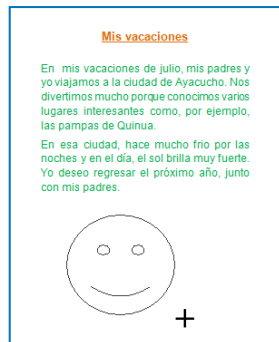 Mis vacaciones
En mis vacaciones de julio, mis padres y
yo viajamos a la ciudad de Ayacucho. Nos
divertimos mucho porque conocimos varios
lugares interesantes como, por ejemplo,
las pampas de Quinua.
En esa ciudad, hace mucho frio por las
noches y en el día, el sol brilla muy fuerte.
Yo deseo regresar el próximo año, junto
con mis padres.